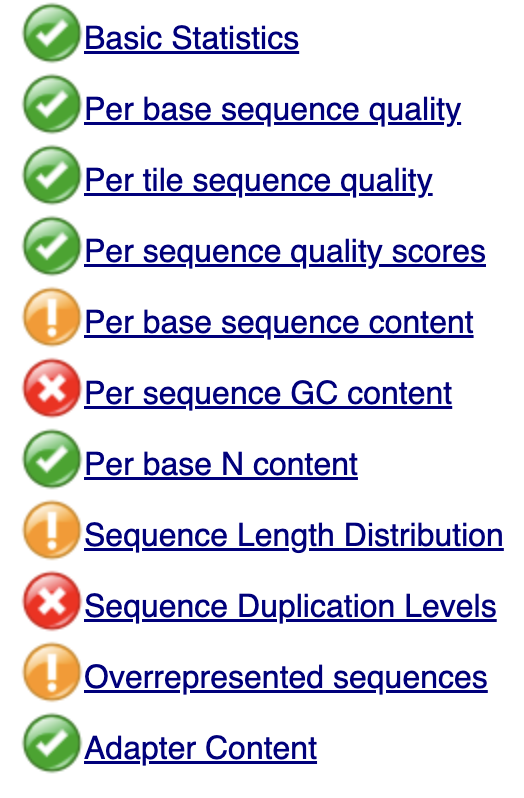 Basic Statistics
Per base sequence quality
Per tile sequence quality
Per sequence quality scores
Per base sequence content
Per sequence GC content
Per base N content
Sequence Length Distribution
Sequence Duplication Levels
Overrepresented sequences
Adapter Content